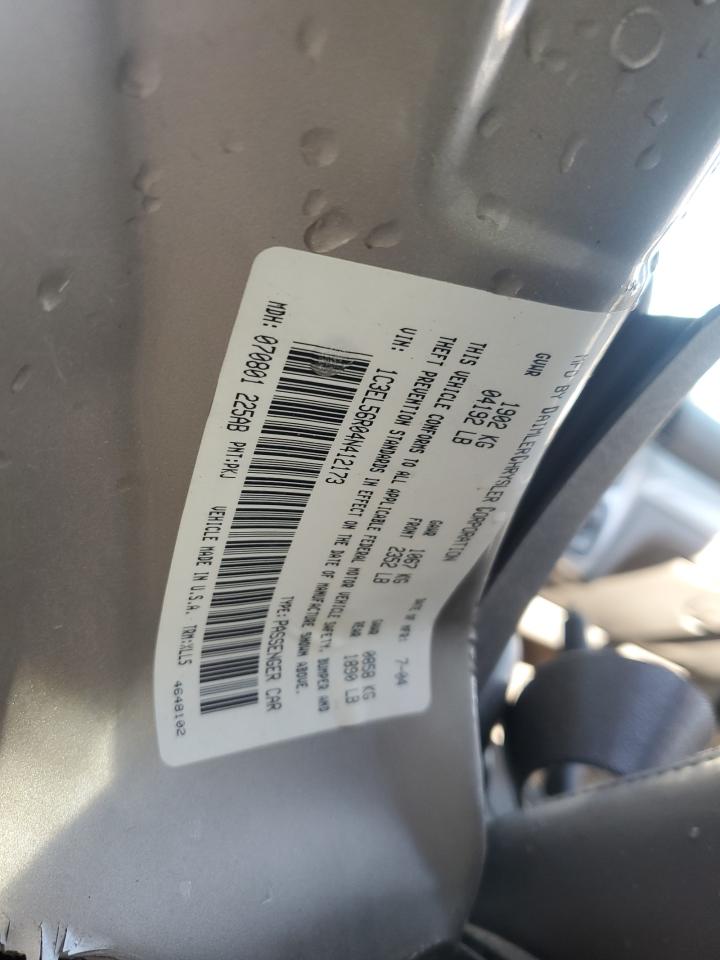 MFD BY DAIMLERCHRYSLER CORPORATION
DATE OF MFR: 7-04
GVWR
1902 KG
04192 LB
GAWR FRONT
1067 KG
2352 LB
GAWR REAR
0858 KG
1890 LB
THIS VEHICLE CONFORMS TO ALL APPLICABLE FEDERAL MOTOR VEHICLE SAFETY, BUMPER AND
THEFT PREVENTION STANDARDS IN EFFECT ON THE DATE OF MANUFACTURE SHOWN ABOVE.
VIN: 1C3EL56R04N412173
TYPE: PASSENGER CAR
MDH: 070801 225AB PNT: PKJ VEHICLE MADE IN U.S.A. TRM: XLL5 4648102